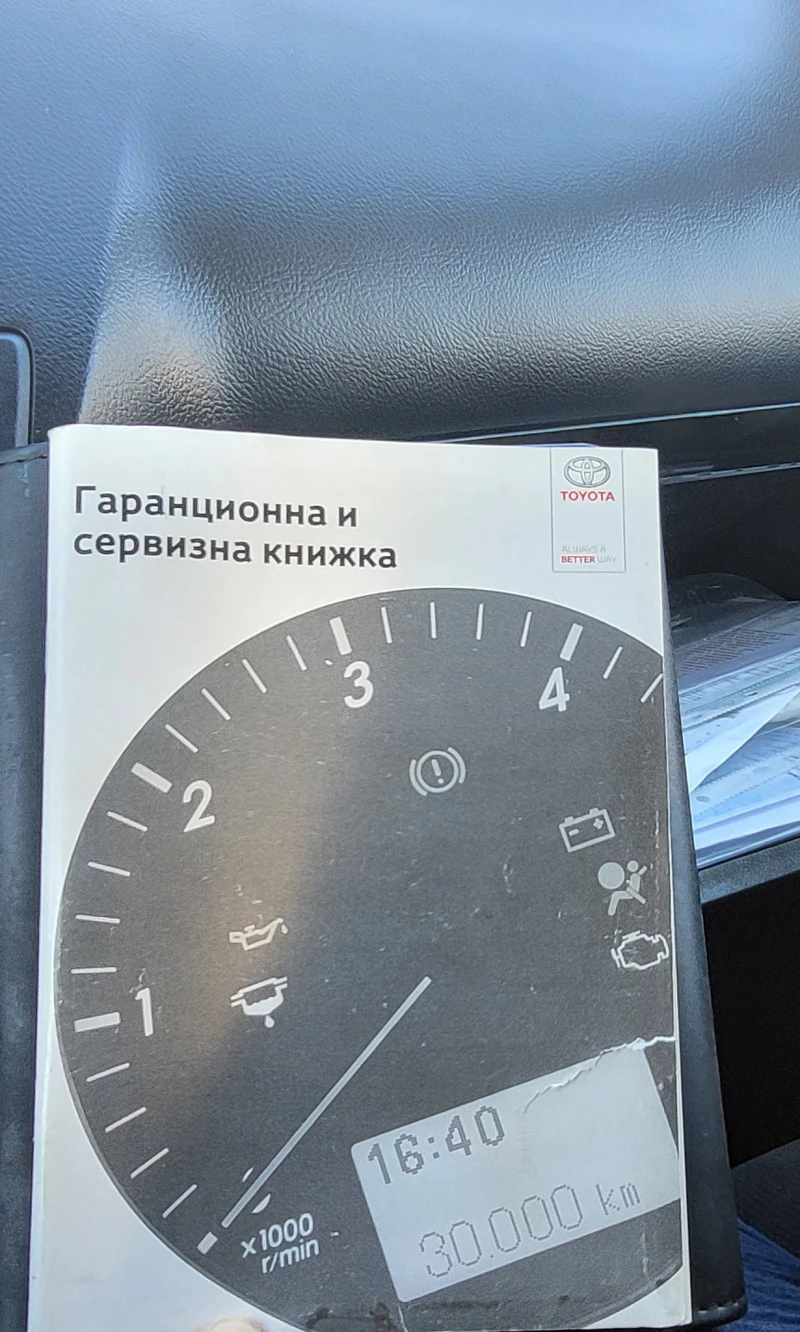 Гаранционна и
сервизна книжка
TOYOTA
ALWAYS A
BETTER WAY
3
4
2
1
16:40
30.000 km
x1000
r/min